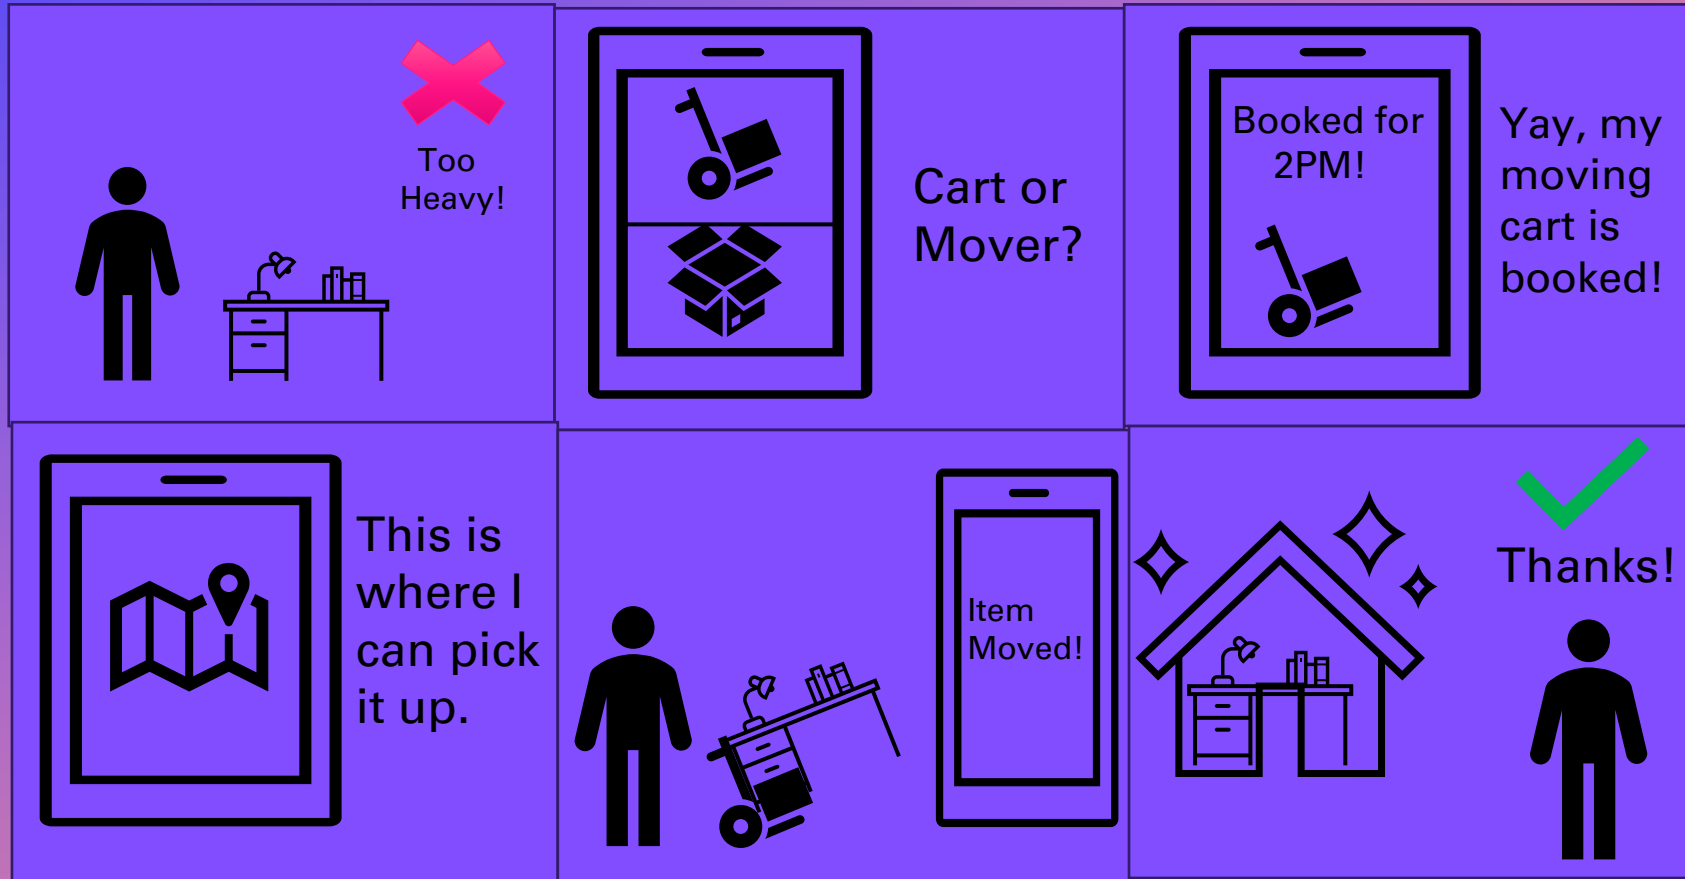 Too
Heavy!
Cart or
Mover?
Booked for
2PM!
Yay, my
moving
cart is
booked!
This is
where I
can pick
it up.
Item
Moved!
Thanks!